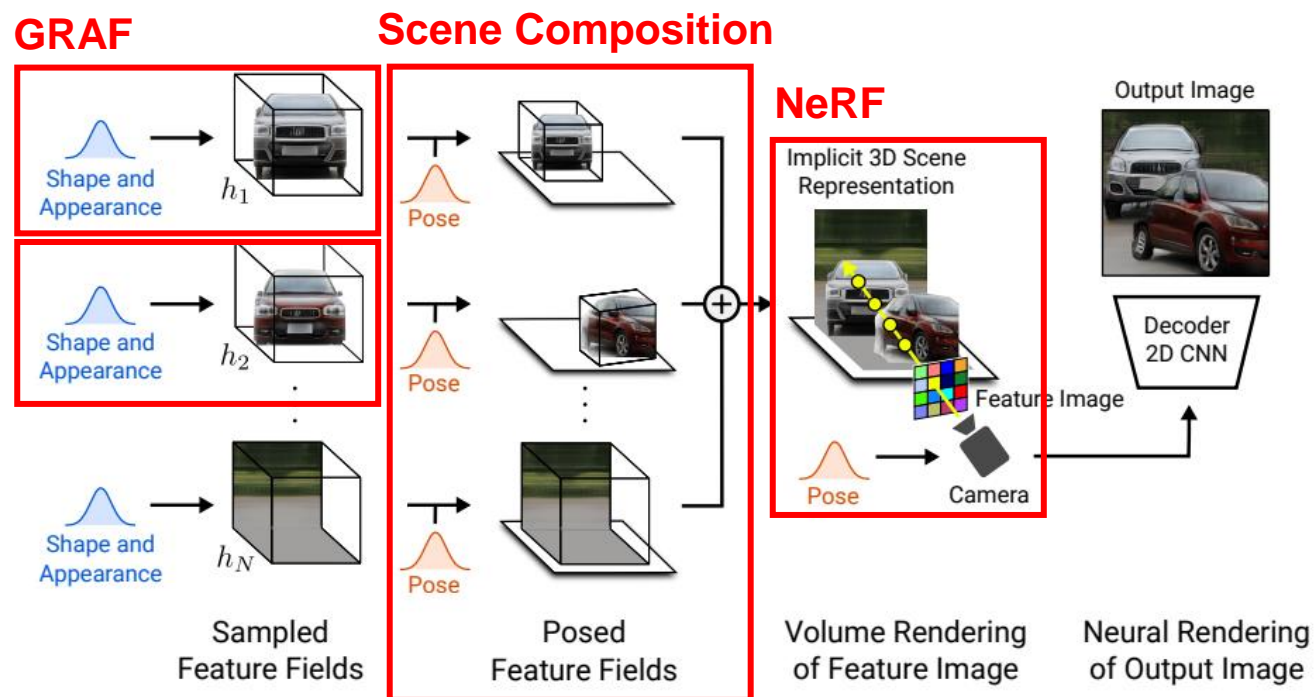 GRAF
Scene Composition
NeRF
Output Image
Implicit 3D Scene
Representation
Shape and
Appearance
h1
Pose
Shape and
Appearance
h2
Pose
Decoder
2D CNN
Feature Image
Shape and
Appearance
hN
Pose
Pose
Camera
Sampled
Feature Fields
Posed
Feature Fields
Volume Rendering
of Feature Image
Neural Rendering
of Output Image